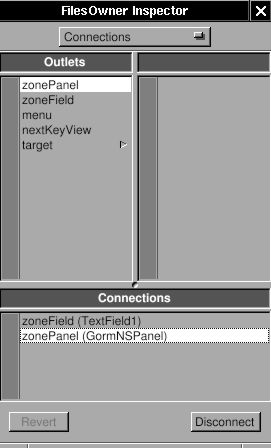 FilesOwner Inspector
Connections
Outlets
zonePanel
zoneField
menu
nextKeyView
target
Connections
zoneField (TextField1)
zonePanel (GormNSPanel)
Revert
Disconnect